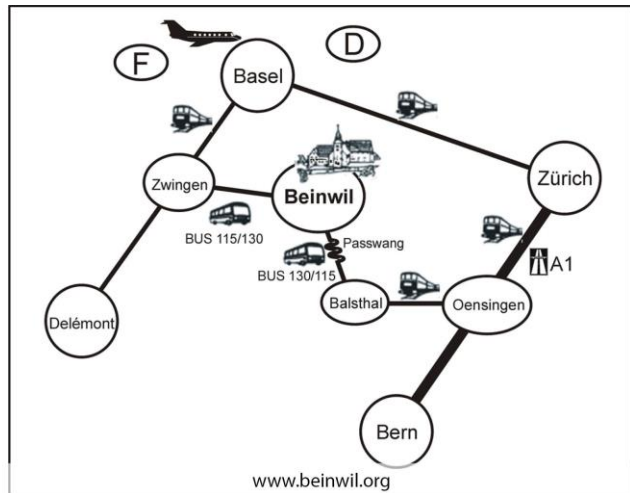 F
D
Basel
Zürich
Zwingen
Beinwil
BUS 115/130
Passwang
BUS 130/115
A1
Balsthal
Oensingen
Delémont
Bern
www.beinwil.org